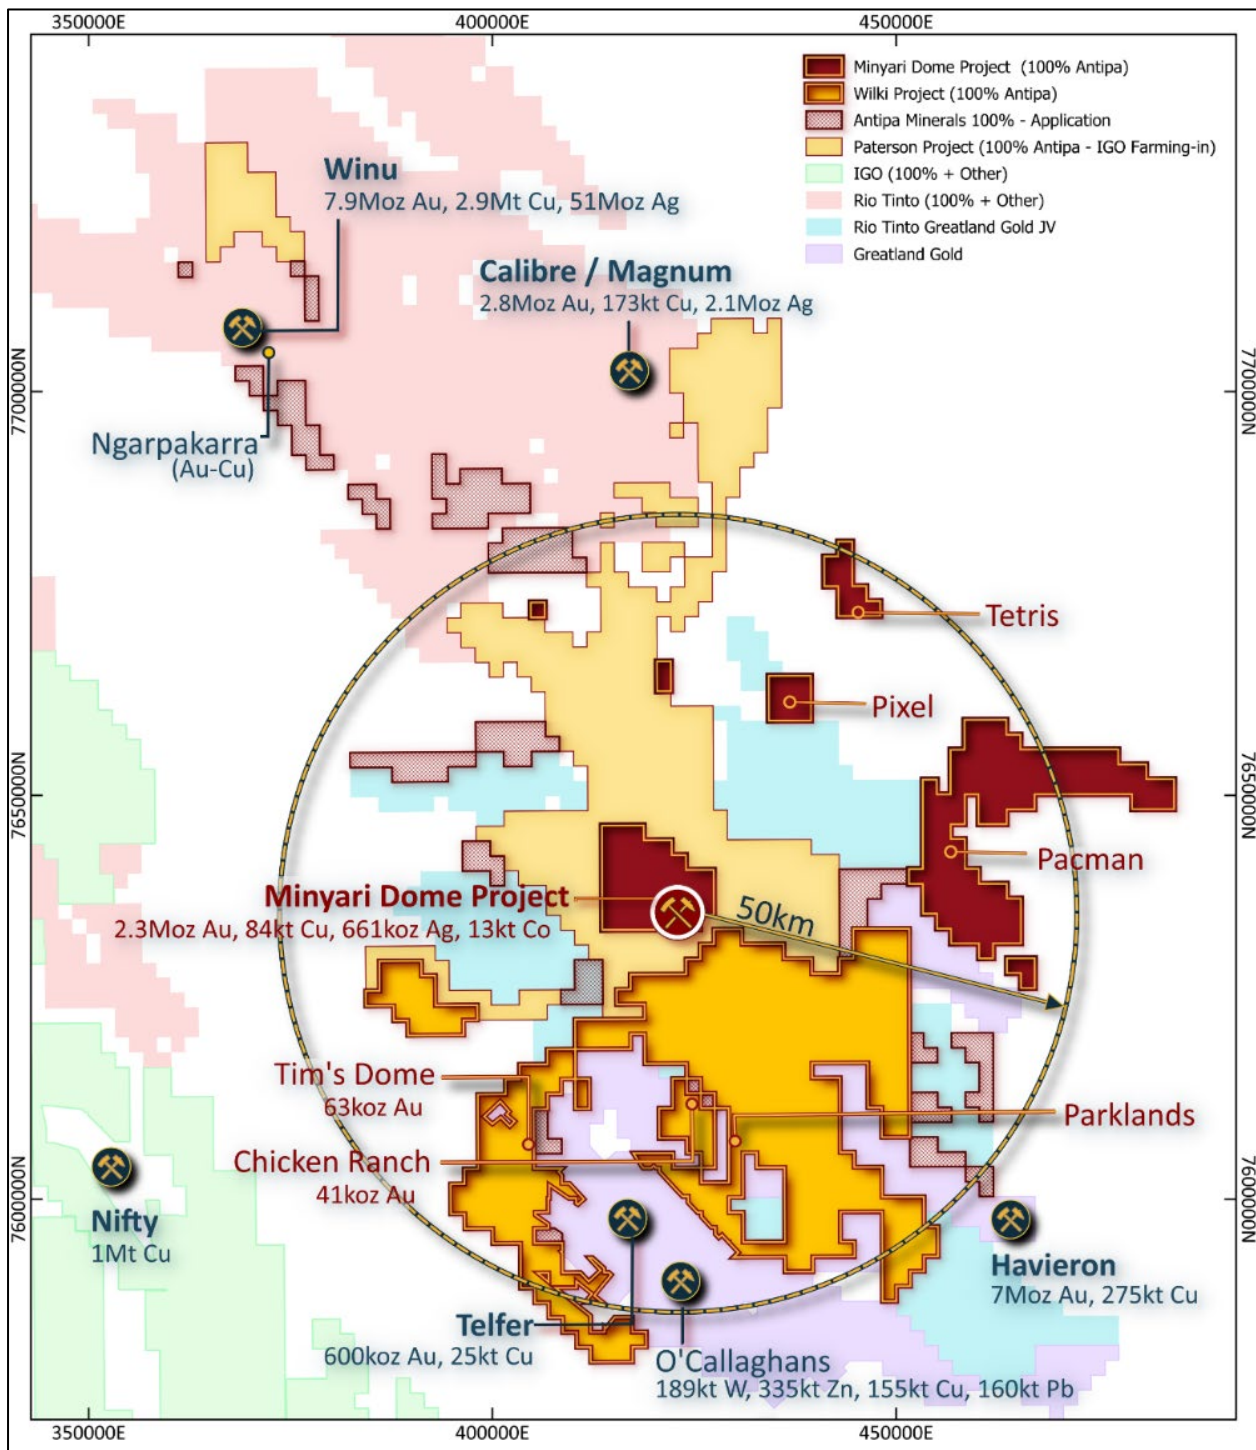 350000E
400000E
450000E
Minyari Dome Project (100% Antipa)
Wilki Project (100% Antipa)
Antipa Minerals 100% - Application
Paterson Project (100% Antipa - IGO Farming-in)
IGO (100% + Other)
Rio Tinto (100% + Other)
Rio Tinto Greatland Gold JV
Greatland Gold
Winu
7.9Moz Au, 2.9Mt Cu, 51Moz Ag
Calibre / Magnum
2.8Moz Au, 173kt Cu, 2.1Moz Ag
7700000N
7700000N
Ngarpakarra
(Au-Cu)
Tetris
Pixel
7650000N
7650000N
Pacman
Minyari Dome Project
2.3Moz Au, 84kt Cu, 661koz Ag, 13kt Co
50km
Tim's Dome
63koz Au
Parklands
Chicken Ranch
41koz Au
7600000N
7600000N
Nifty
1Mt Cu
Havieron
7Moz Au, 275kt Cu
Telfer
600koz Au, 25kt Cu
O'Callaghans
189kt W, 335kt Zn, 155kt Cu, 160kt Pb
350000E
400000E
450000E